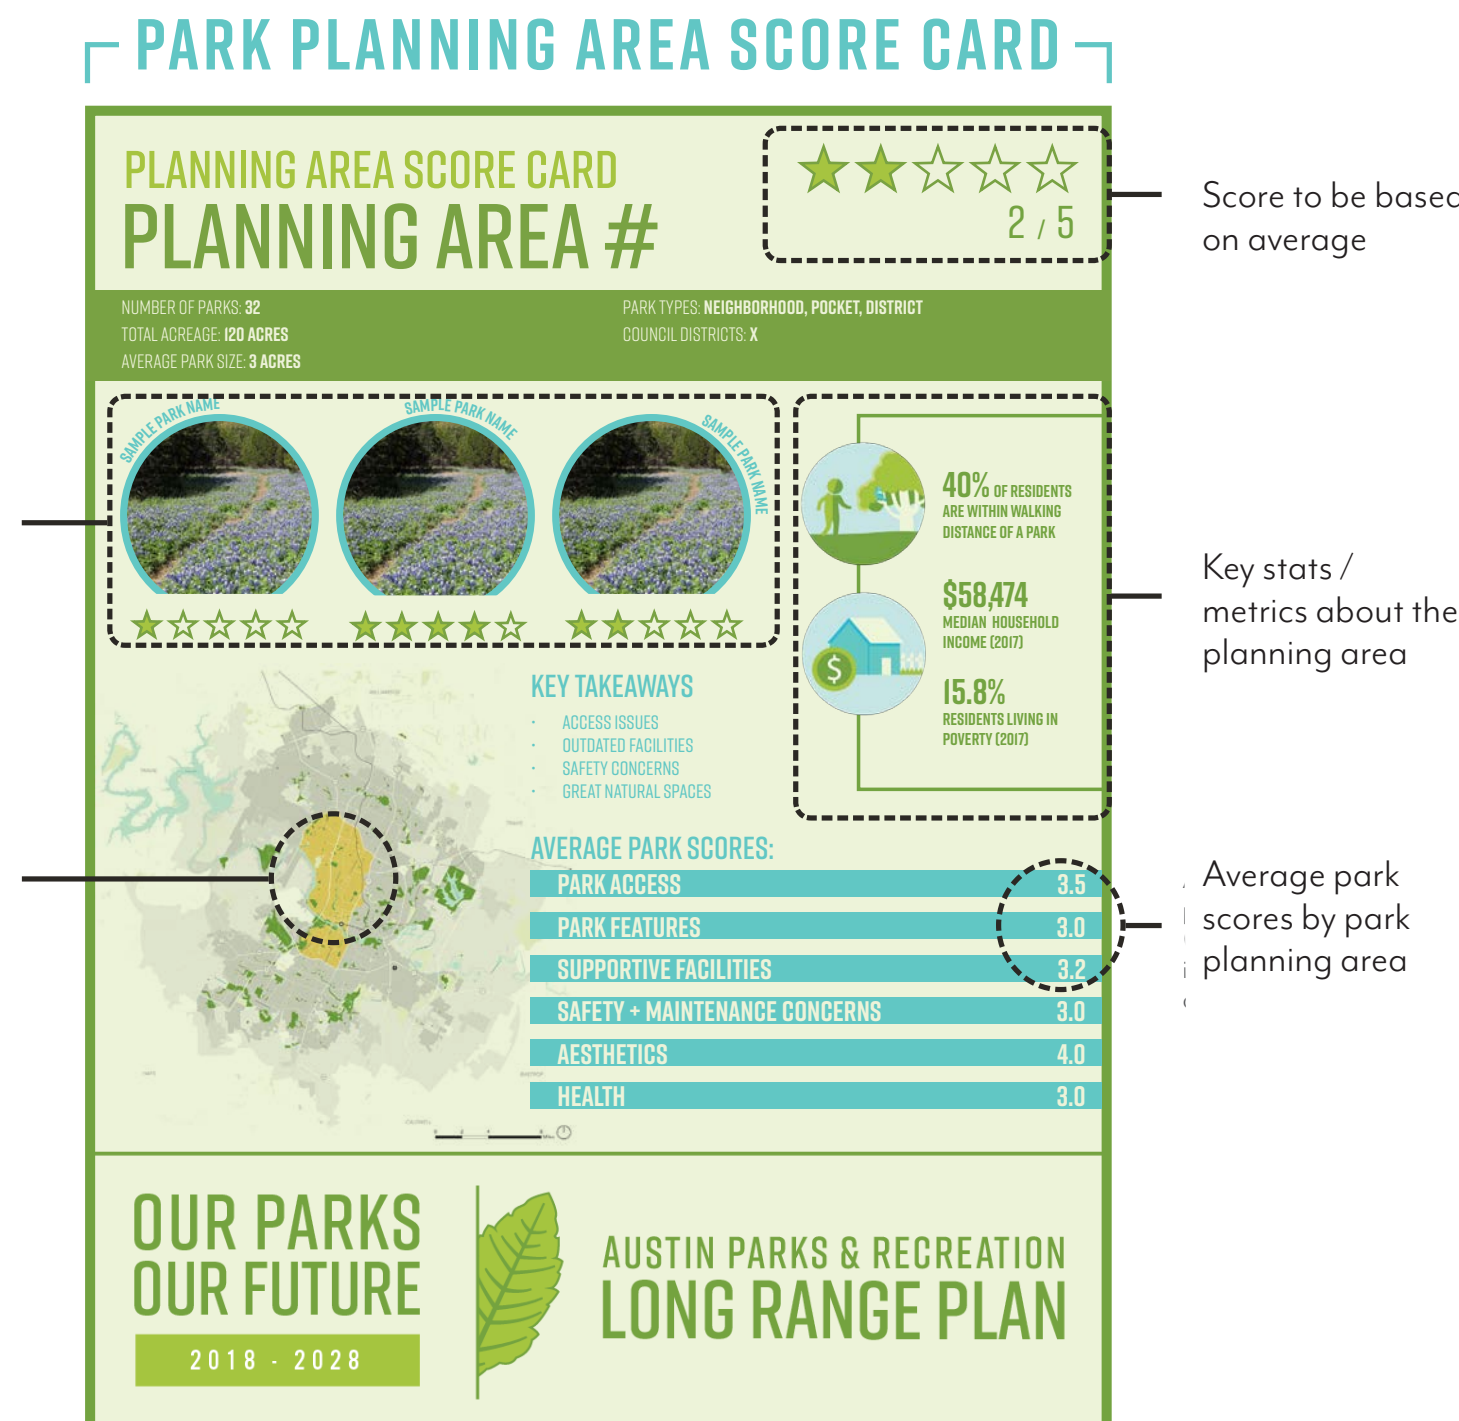 PARK PLANNING AREA SCORE CARD
PLANNING AREA SCORE CARD
PLANNING AREA #
2 / 5
Score to be based
on average
NUMBER OF PARKS: 32
TOTAL ACREAGE: 120 ACRES
AVERAGE PARK SIZE: 3 ACRES
PARK TYPES: NEIGHBORHOOD, POCKET, DISTRICT
COUNCIL DISTRICTS: X
SAMPLE PARK NAME
SAMPLE PARK NAME
SAMPLE PARK NAME
40% OF RESIDENTS
ARE WITHIN WALKING
DISTANCE OF A PARK
$58,474
MEDIAN HOUSEHOLD
INCOME (2017)
15.8%
RESIDENTS LIVING IN
POVERTY (2017)
Key stats /
metrics about the
planning area
KEY TAKEAWAYS
· ACCESS ISSUES
· OUTDATED FACILITIES
· SAFETY CONCERNS
· GREAT NATURAL SPACES
AVERAGE PARK SCORES:
PARK ACCESS 3.5
PARK FEATURES 3.0
SUPPORTIVE FACILITIES 3.2
SAFETY + MAINTENANCE CONCERNS 3.0
AESTHETICS 4.0
HEALTH 3.0
Average park
scores by park
planning area
OUR PARKS
OUR FUTURE
2018 - 2028
AUSTIN PARKS & RECREATION
LONG RANGE PLAN